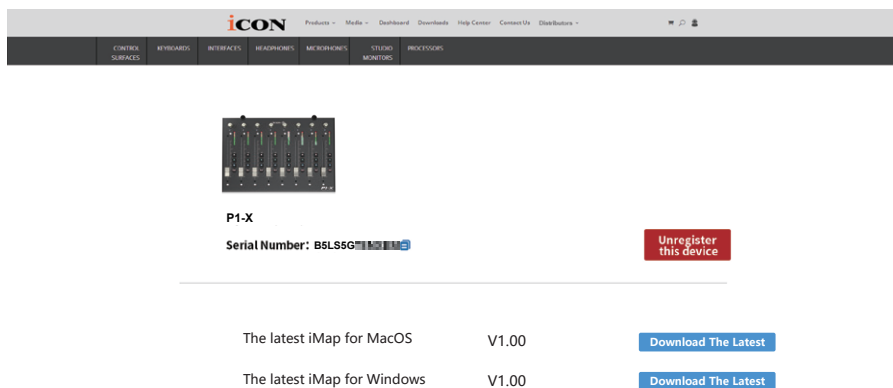 iCON Products Media Dashboard Downloads Help Center Contact Us Distributors
CONTROL SURFACES KEYBOARDS INTERFACES HEADPHONES MICROPHONES STUDIO MONITORS PROCESSORS
P1-X
P1-X
Serial Number: B5LS5G
Unregister
this device
The latest iMap for MacOS V1.00 Download The Latest
The latest iMap for Windows V1.00 Download The Latest